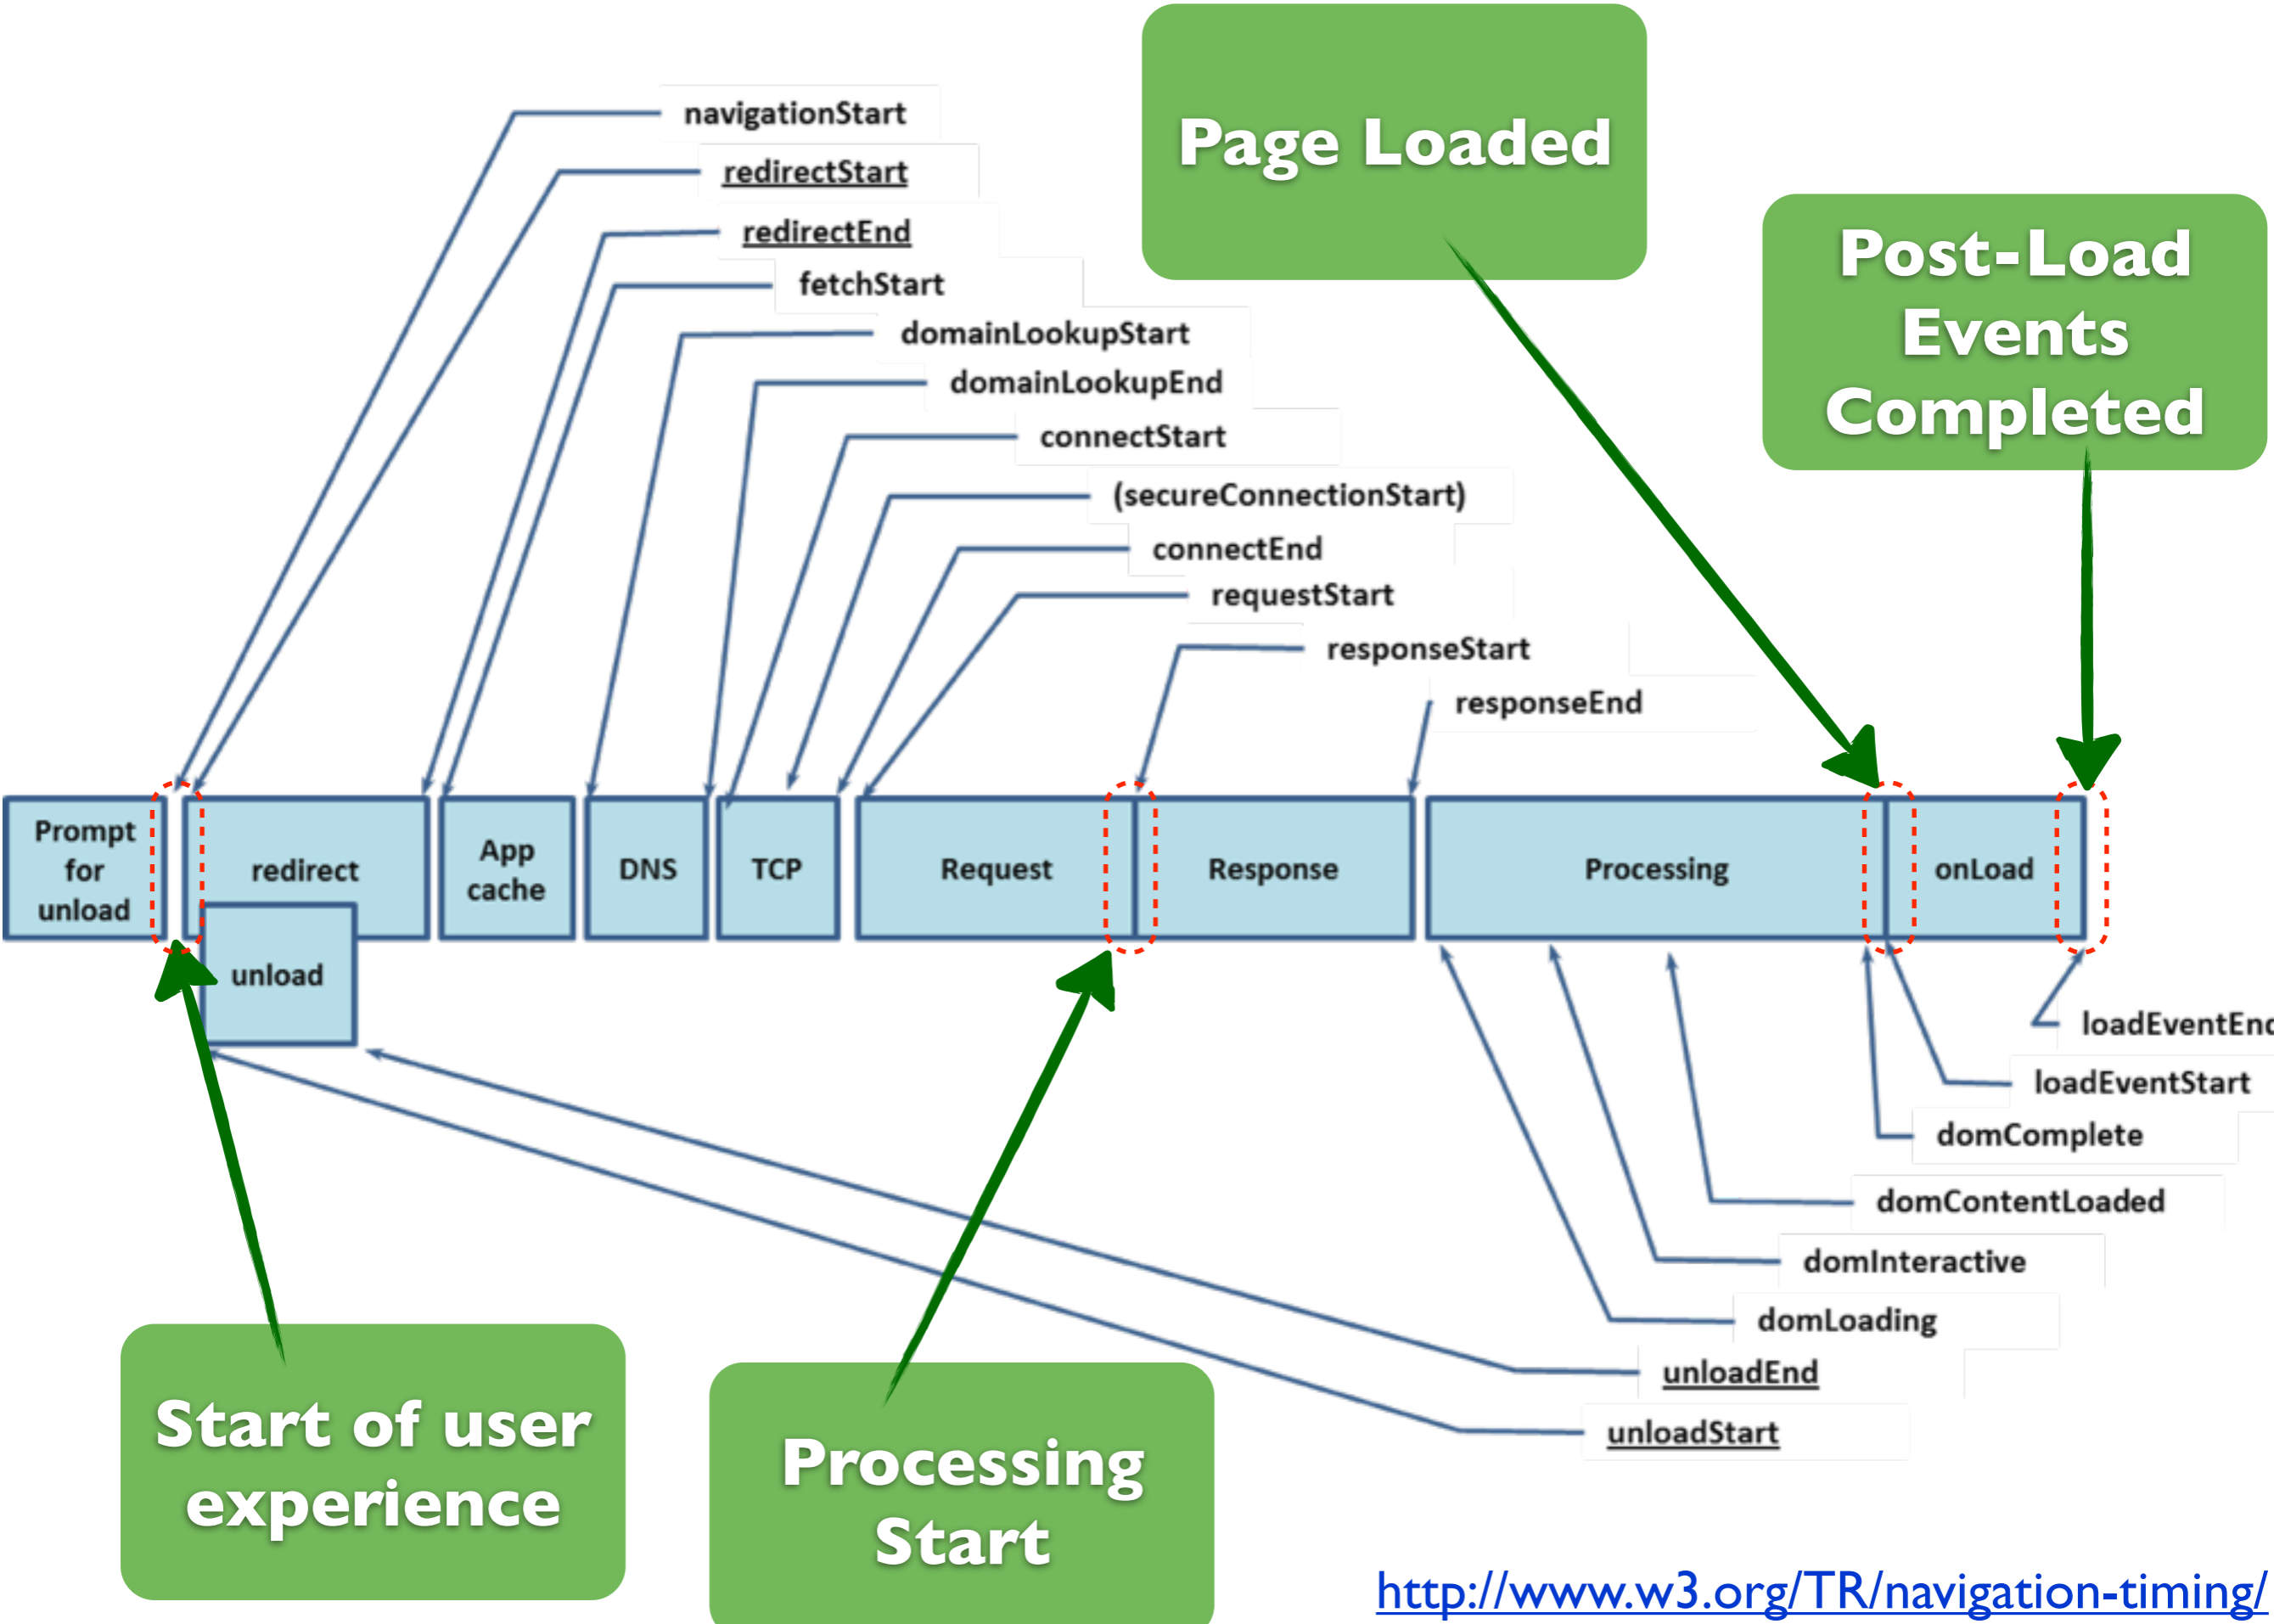 Page Loaded
navigationStart
redirectStart
redirectEnd
Post-Load
Events
Completed
fetchStart
domainLookupStart
domainLookupEnd
connectStart
(secureConnectionStart)
connectEnd
requestStart
responseStart
responseEnd
Prompt
for
unload
redirect
App
cache
DNS
TCP
Request
Response
Processing
onLoad
unload
loadEventEnd
loadEventStart
domComplete
domContentLoaded
domInteractive
domLoading
unloadEnd
unloadStart
Start of user
experience
Processing
Start
http://www.w3.org/TR/navigation-timing/